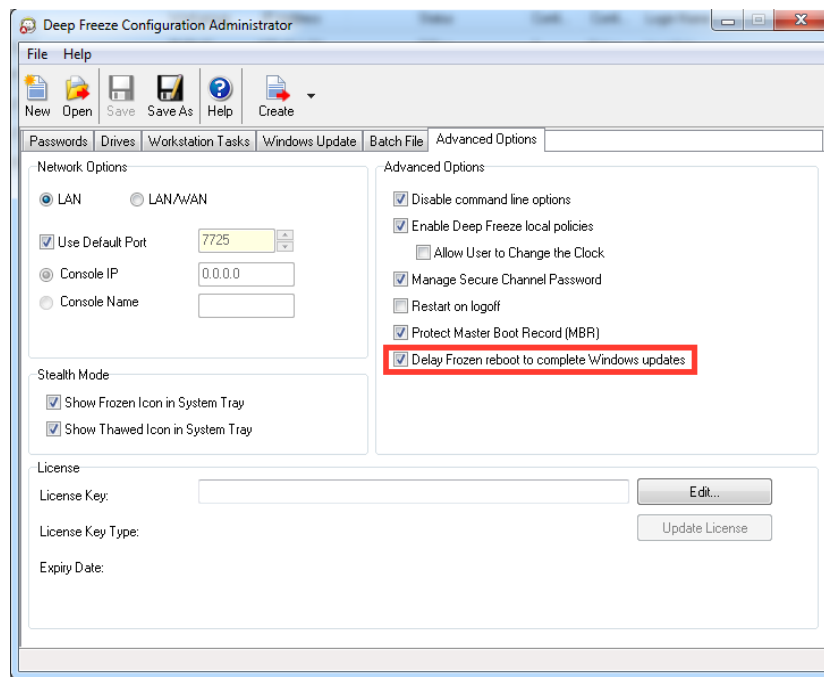 Deep Freeze Configuration Administrator
File Help
New Open Save Save As Help Create
Passwords Drives Workstation Tasks Windows Update Batch File Advanced Options
Network Options
LAN LAN/WAN
Use Default Port 7725
Console IP 0.0.0.0
Console Name
Stealth Mode
Show Frozen Icon in System Tray
Show Thawed Icon in System Tray
Advanced Options
Disable command line options
Enable Deep Freeze local policies
Allow User to Change the Clock
Manage Secure Channel Password
Restart on logoff
Protect Master Boot Record (MBR)
Delay Frozen reboot to complete Windows updates
License
License Key: Edit...
License Key Type: Update License
Expiry Date: